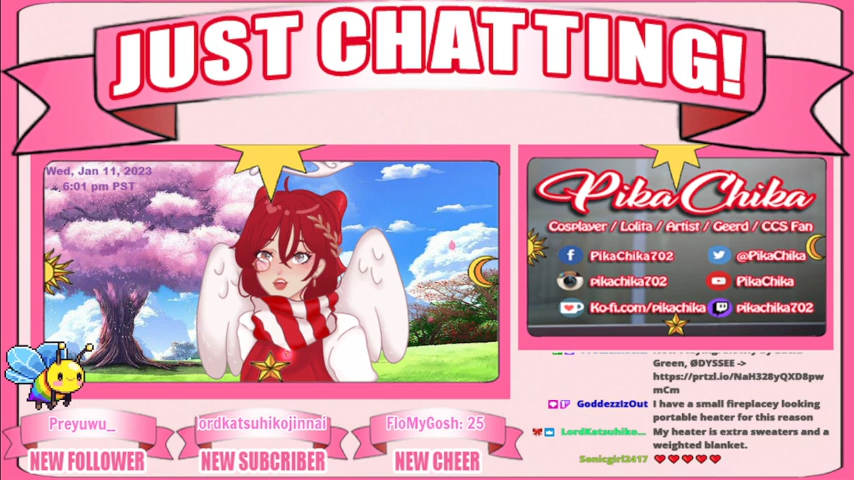 JUST CHATTING!
Wed, Jan 11, 2023
6:01 pm PST
PikaChika
Cosplayer / Lolita / Artist / Geerd / CCS Fan
PikaChika702
@PikaChika
pikachika702
PikaChika
Ko-fi.com/pikachika
pikachika702
Green, ØDYSSEE ->
https://prtzl.io/NaH328yQXD8pw
mCm
GoddezzIzOut I have a small fireplacey looking
portable heater for this reason
LordKatsuhiko... My heater is extra sweaters and a
weighted blanket.
Sonicgirl2417
Preyuwu_
lordkatsuhikojinnai
FloMyGosh: 25
NEW FOLLOWER
NEW SUBCRIBER
NEW CHEER